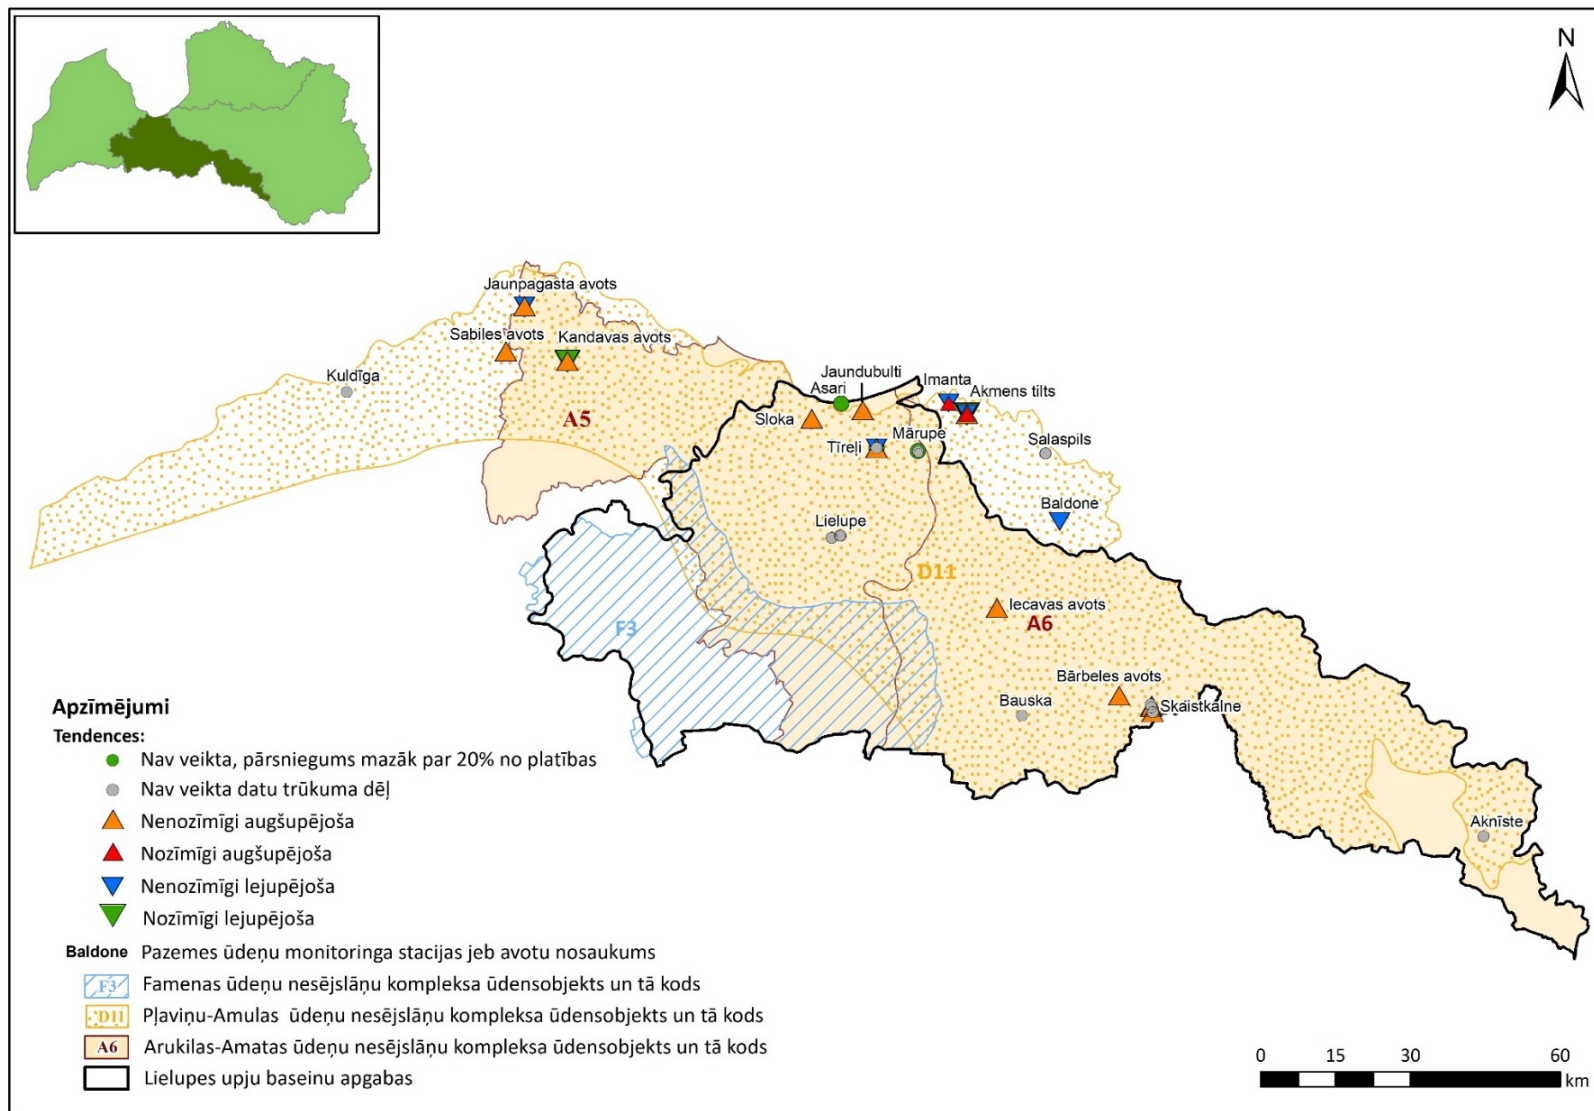 N
Jaunpagasta avots
Sabiles avots
Kandavas avots
Kuldīga
Jaundubulti
Asari
Imanta
Akmens tilts
A5
Sloka
Mārupe
Tīreļi
Salaspils
Baldone
Lielupe
D11
Iecavas avots
A6
F3
Bārbeles avots
Skaistkalne
Bauska
Aknīste
Apzīmējumi
Tendences:
Nav veikta, pārsniegums mazāk par 20% no platības
Nav veikta datu trūkuma dēļ
Nenozīmīgi augšupējoša
Nozīmīgi augšupējoša
Nenozīmīgi lejupējoša
Nozīmīgi lejupējoša
Baldone Pazemes ūdeņu monitoringa stacijas jeb avotu nosaukums
F3 Famenas ūdeņu nesējslāņu kompleksa ūdensobjekts un tā kods
D11 Pļaviņu-Amulas ūdeņu nesējslāņu kompleksa ūdensobjekts un tā kods
A6 Arukilas-Amatas ūdeņu nesējslāņu kompleksa ūdensobjekts un tā kods
Lielupes upju baseinu apgabas
0 15 30 60
km